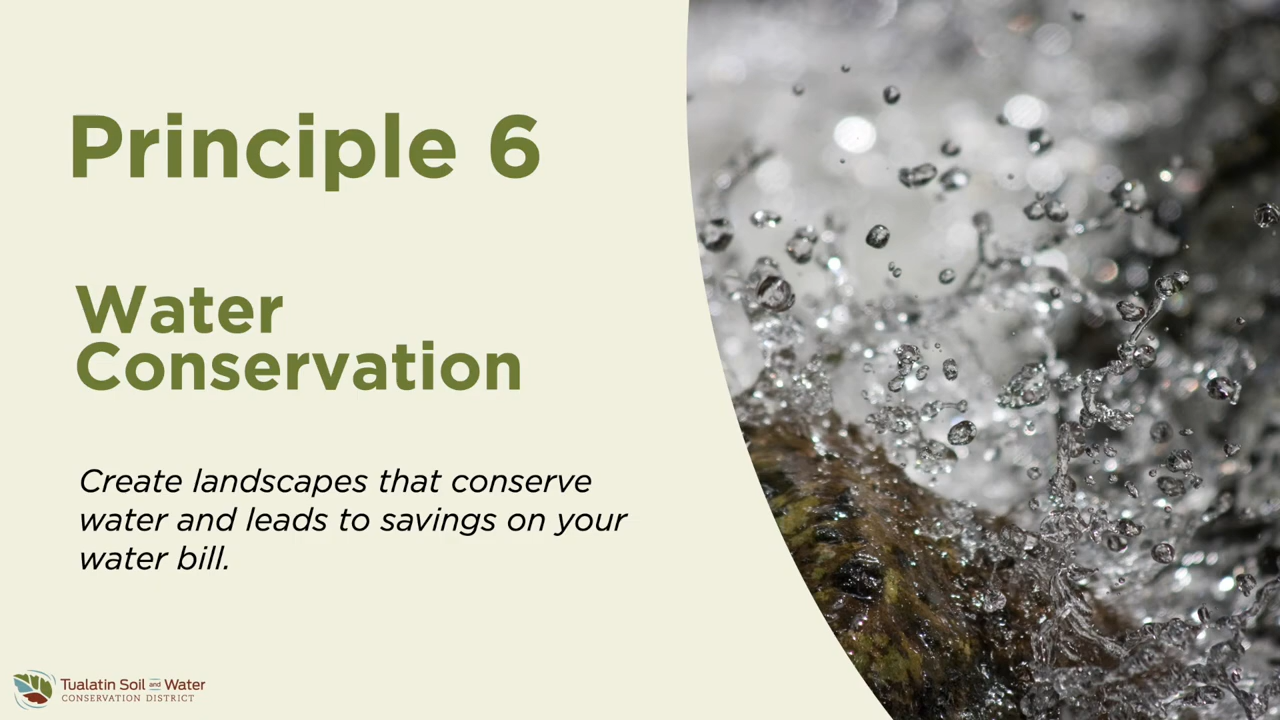 Principle 6
Water
Conservation
Create landscapes that conserve
water and leads to savings on your
water bill.
Tualatin Soil and Water
CONSERVATION DISTRICT